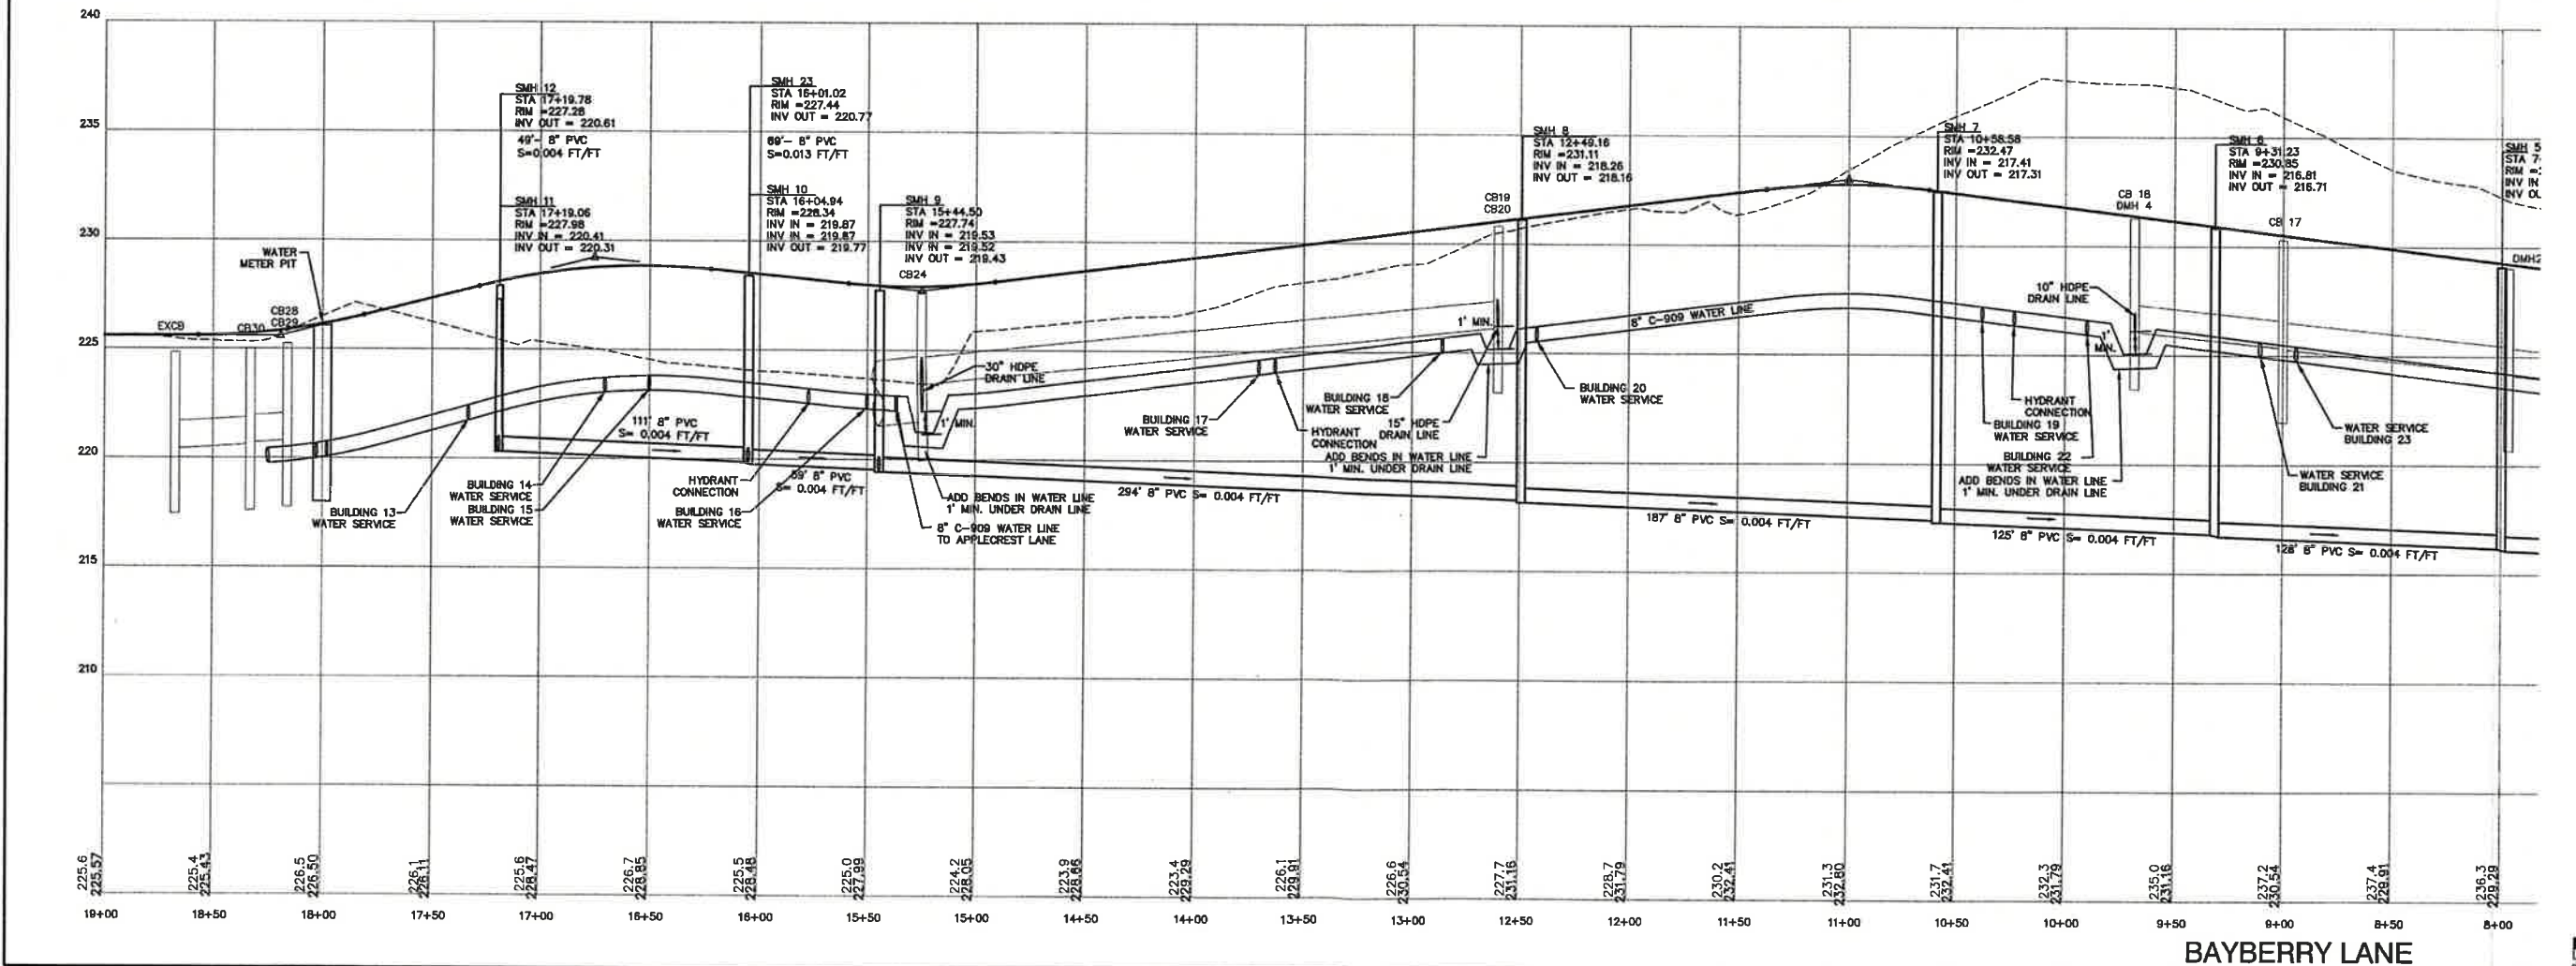 240
235
230
225
220
215
210
SMH 12
STA 17+19.78
RIM =227.28
INV OUT = 220.61
49'- 8" PVC
S=0.004 FT/FT
SMH 11
STA 17+19.06
RIM =227.98
INV IN = 220.41
INV OUT = 220.31
SMH 23
STA 16+01.02
RIM =227.44
INV OUT = 220.77
69'- 8" PVC
S=0.013 FT/FT
SMH 10
STA 16+04.94
RIM =228.34
INV IN = 219.87
INV IN = 219.87
INV OUT = 219.77
SMH 9
STA 15+44.50
RIM =227.74
INV IN = 219.53
INV IN = 219.52
INV OUT = 219.43
CB24
SMH 8
STA 12+49.16
RIM =231.11
INV IN = 218.26
INV OUT = 218.16
CB19
CB20
SMH 7
STA 10+58.58
RIM =232.47
INV IN = 217.41
INV OUT = 217.31
CB 18
DMH 4
SMH 6
STA 9+31.23
RIM =230.85
INV IN = 216.81
INV OUT = 216.71
CB 17
SMH 5
STA 7
RIM =
INV IN
INV OU
DMH2
WATER
METER PIT
EXCB
CB30
CB28
CB29
30" HDPE
DRAIN LINE
1' MIN.
1' MIN.
8" C-909 WATER LINE
10" HDPE
DRAIN LINE
1'
MIN.
111' 8" PVC
S= 0.004 FT/FT
BUILDING 13
WATER SERVICE
BUILDING 14
WATER SERVICE
BUILDING 15
WATER SERVICE
HYDRANT
CONNECTION
59' 8" PVC
S= 0.004 FT/FT
BUILDING 16
WATER SERVICE
ADD BENDS IN WATER LINE
1' MIN. UNDER DRAIN LINE
8" C-909 WATER LINE
TO APPLECREST LANE
294' 8" PVC S= 0.004 FT/FT
BUILDING 17
WATER SERVICE
HYDRANT
CONNECTION
BUILDING 18
WATER SERVICE
15" HDPE
DRAIN LINE
ADD BENDS IN WATER LINE
1' MIN. UNDER DRAIN LINE
BUILDING 20
WATER SERVICE
187' 8" PVC S= 0.004 FT/FT
HYDRANT
CONNECTION
BUILDING 19
WATER SERVICE
BUILDING 22
WATER SERVICE
ADD BENDS IN WATER LINE
1' MIN. UNDER DRAIN LINE
125' 8" PVC S= 0.004 FT/FT
WATER SERVICE
BUILDING 23
WATER SERVICE
BUILDING 21
128' 8" PVC S= 0.004 FT/FT
225.6
225.57
225.4
225.43
226.5
226.50
226.1
226.11
225.6
228.47
226.7
228.85
225.5
228.48
225.0
227.99
224.2
228.05
223.9
228.66
223.4
229.29
226.1
229.91
226.6
230.54
227.7
231.16
228.7
231.79
230.2
232.41
231.3
232.80
231.7
232.41
232.3
231.79
235.0
231.16
237.2
230.54
237.4
229.91
236.3
229.29
19+00
18+50
18+00
17+50
17+00
16+50
16+00
15+50
15+00
14+50
14+00
13+50
13+00
12+50
12+00
11+50
11+00
10+50
10+00
9+50
9+00
8+50
8+00
BAYBERRY LANE